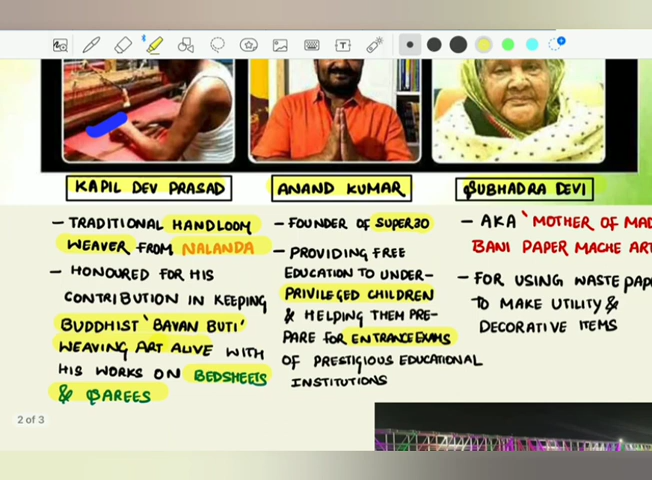 KAPIL DEV PRASAD
ANAND KUMAR
SUBHADRA DEVI
- TRADITIONAL HANDLOOM
WEAVER FROM NALANDA
- HONOURED FOR HIS
CONTRIBUTION IN KEEPING
BUDDHIST 'BAVAN BUTI'
WEAVING ART ALIVE WITH
HIS WORKS ON BEDSHEETS
& SAREES
- FOUNDER OF SUPER30
- PROVIDING FREE
EDUCATION TO UNDER-
PRIVILEGED CHILDREN
& HELPING THEM PRE-
PARE FOR ENTRANCE EXAMS
OF PRESTIGIOUS EDUCATIONAL
INSTITUTIONS
- AKA 'MOTHER OF MAD
BANI PAPER MACHE ART
- FOR USING WASTE PAP
TO MAKE UTILITY &
DECORATIVE ITEMS
2 of 3